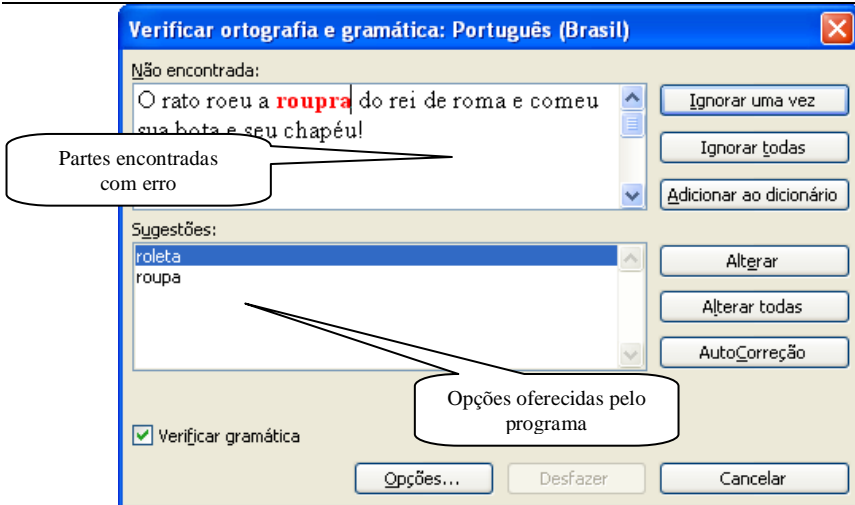 Verificar ortografia e gramática: Português (Brasil)
Não encontrada:
O rato roeu a roupra do rei de roma e comeu
sua bota e seu chapéu!
Ignorar uma vez
Ignorar todas
Adicionar ao dicionário
Partes encontradas
com erro
Sugestões:
roleta
roupa
Alterar
Alterar todas
AutoCorreção
Opções oferecidas pelo
programa
Verificar gramática
Opções...
Desfazer
Cancelar